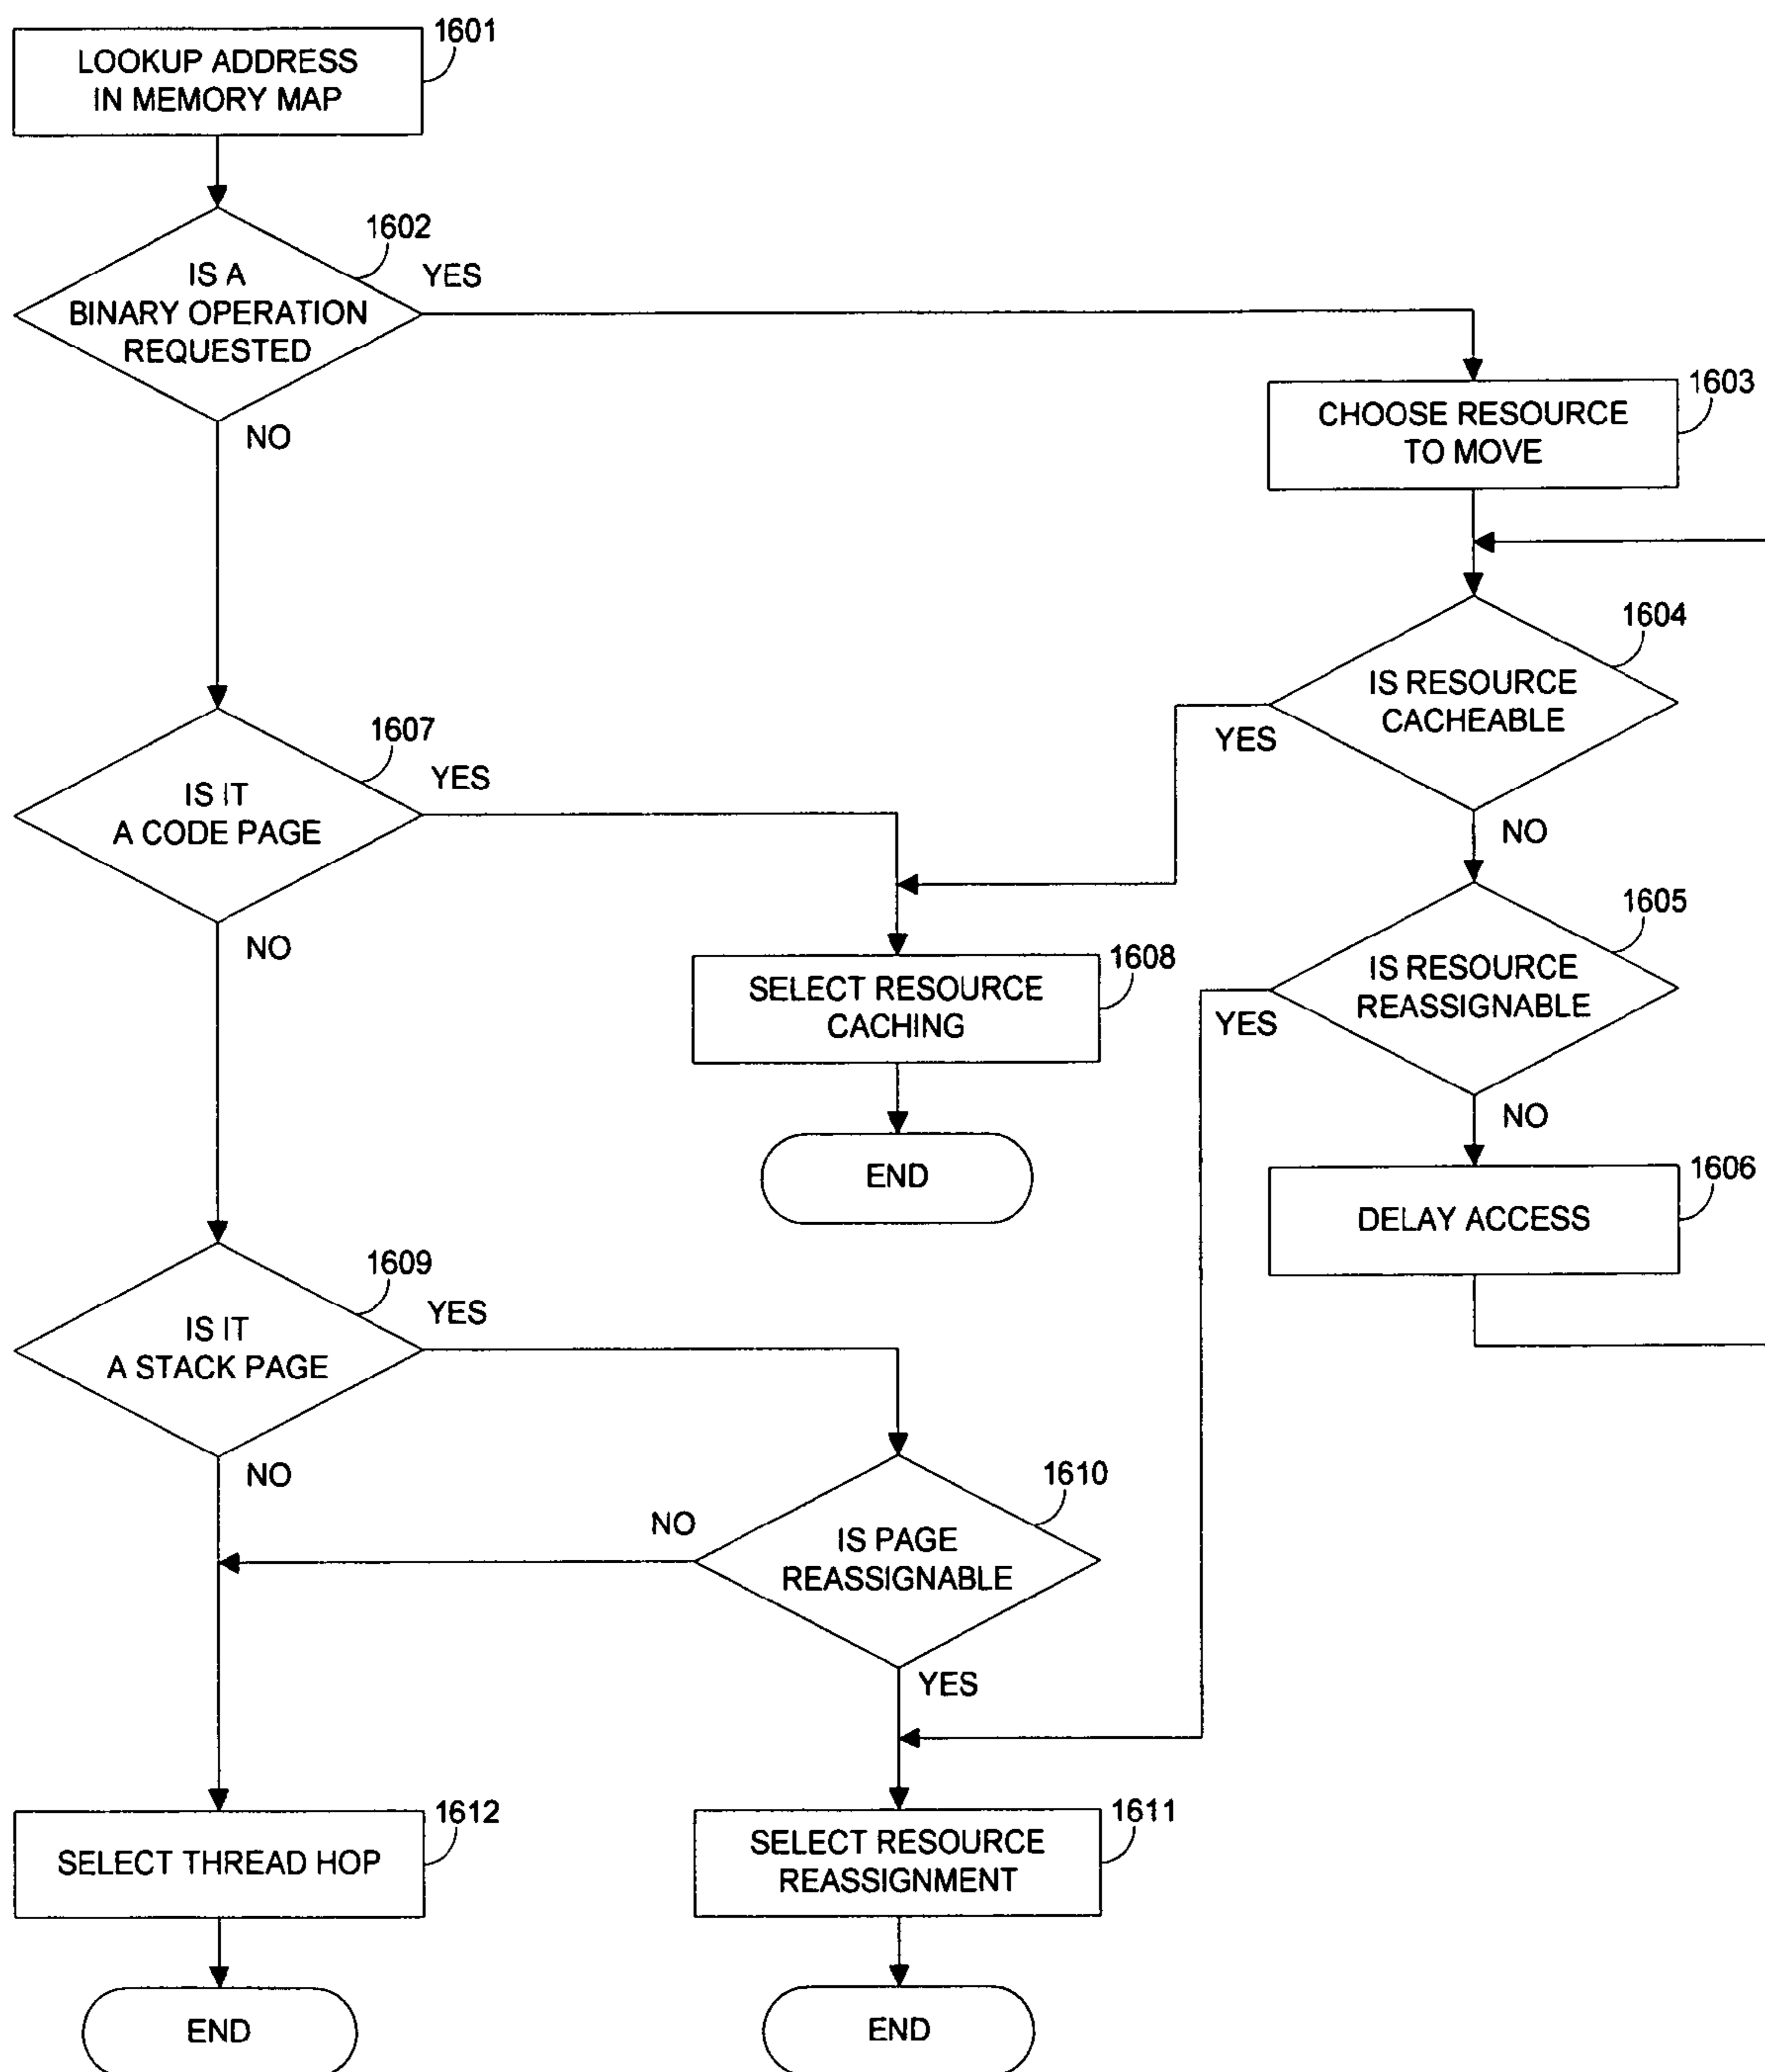 1601
LOOKUP ADDRESS
IN MEMORY MAP
1602
IS A
BINARY OPERATION
REQUESTED
YES
NO
1603
CHOOSE RESOURCE
TO MOVE
1604
IS RESOURCE
CACHEABLE
YES
NO
1605
IS RESOURCE
REASSIGNABLE
YES
NO
1606
DELAY ACCESS
1607
IS IT
A CODE PAGE
YES
NO
1608
SELECT RESOURCE
CACHING
END
1609
IS IT
A STACK PAGE
YES
NO
1610
IS PAGE
REASSIGNABLE
NO
YES
1611
SELECT RESOURCE
REASSIGNMENT
END
1612
SELECT THREAD HOP
END